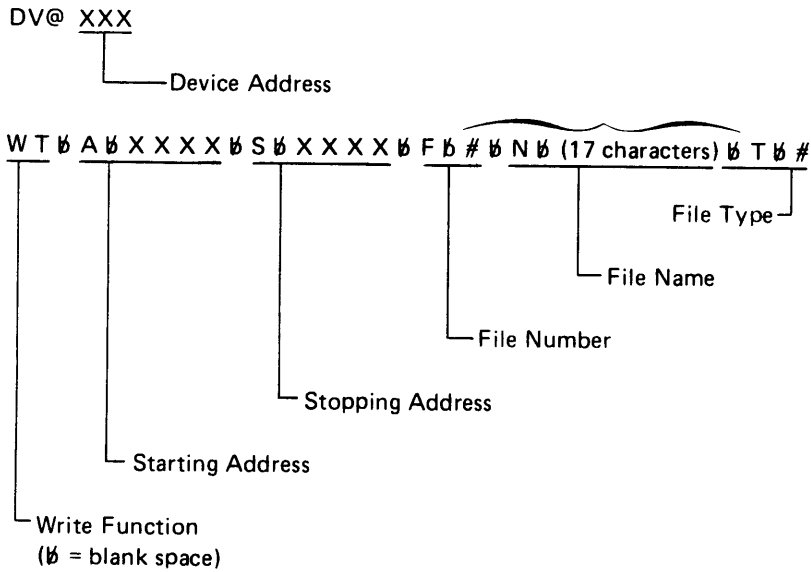 DV@ XXX
Device Address
W T ␢ A ␢ X X X X ␢ S ␢ X X X X ␢ F ␢ # ␢ N ␢ (17 characters) ␢ T ␢ #
File Type
File Name
File Number
Stopping Address
Starting Address
Write Function
(␢ = blank space)